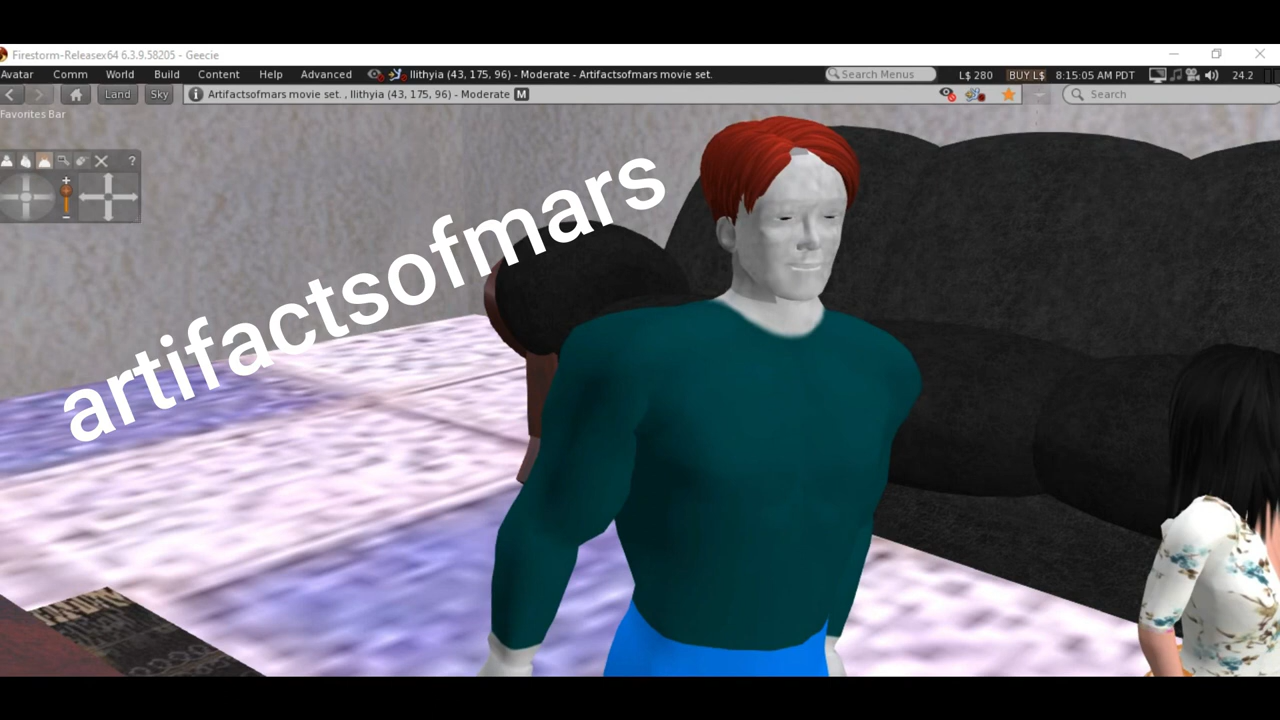 Firestorm-Releasex64 6.3.9.58205 - Geecie
Avatar Comm World Build Content Help Advanced Ilithyia (43, 175, 96) - Moderate - Artifactsofmars movie set. Search Menus L$ 280 BUY L$ 8:15:05 AM PDT 24.2
Land Sky Artifactsofmars movie set. , Ilithyia (43, 175, 96) - Moderate M Search
Favorites Bar
?
artifactsofmars